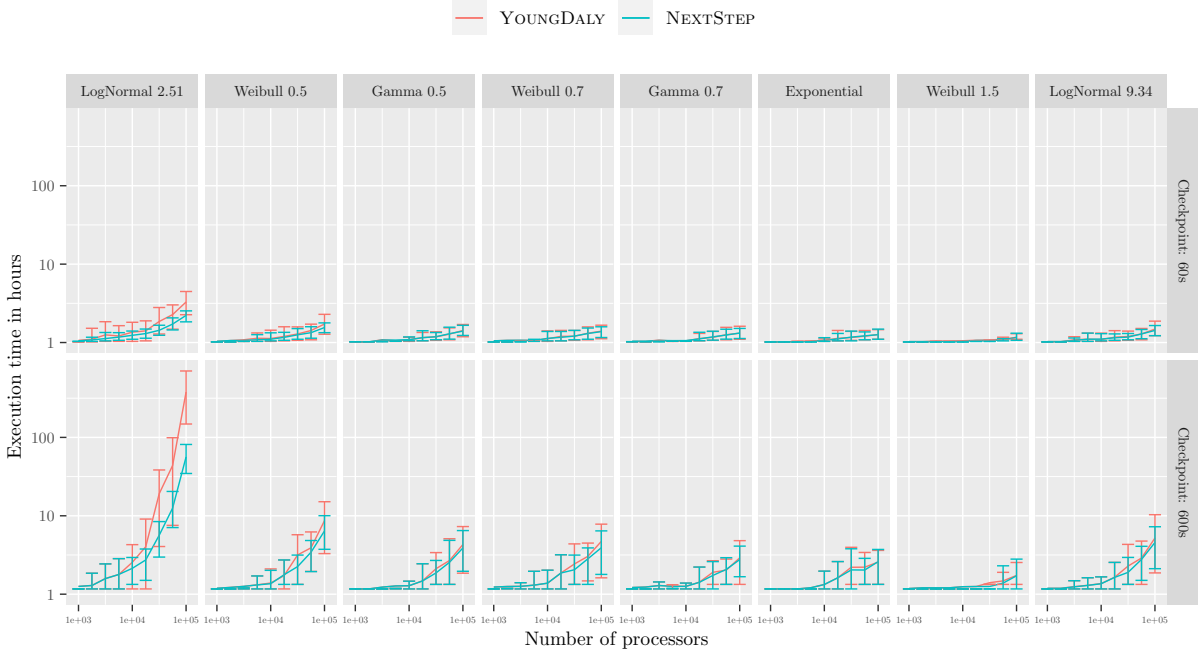 YOUNGDALY NEXTSTEP
LogNormal 2.51 Weibull 0.5 Gamma 0.5 Weibull 0.7 Gamma 0.7 Exponential Weibull 1.5 LogNormal 9.34
Execution time in hours
100
10
1
Checkpoint: 60s
100
10
1
Checkpoint: 600s
1e+03 1e+04 1e+05 1e+03 1e+04 1e+05 1e+03 1e+04 1e+05 1e+03 1e+04 1e+05 1e+03 1e+04 1e+05 1e+03 1e+04 1e+05 1e+03 1e+04 1e+05 1e+03 1e+04 1e+05
Number of processors